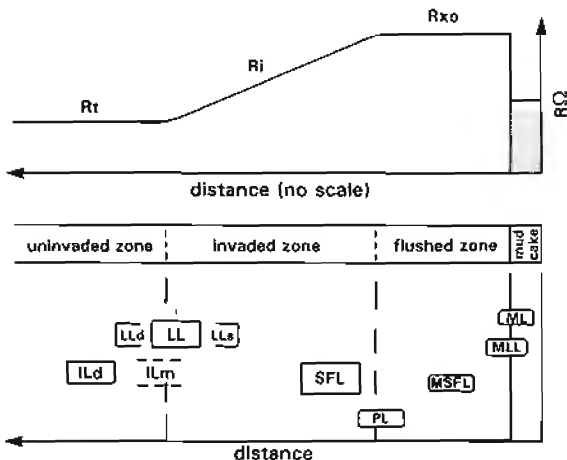 Rxo
Ri
Rt
RΩ
distance (no scale)
uninvaded zone
invaded zone
flushed zone
mud cake
ML
LLd
LL
LLs
MLL
ILd
ILm
SFL
MSFL
PL
distance